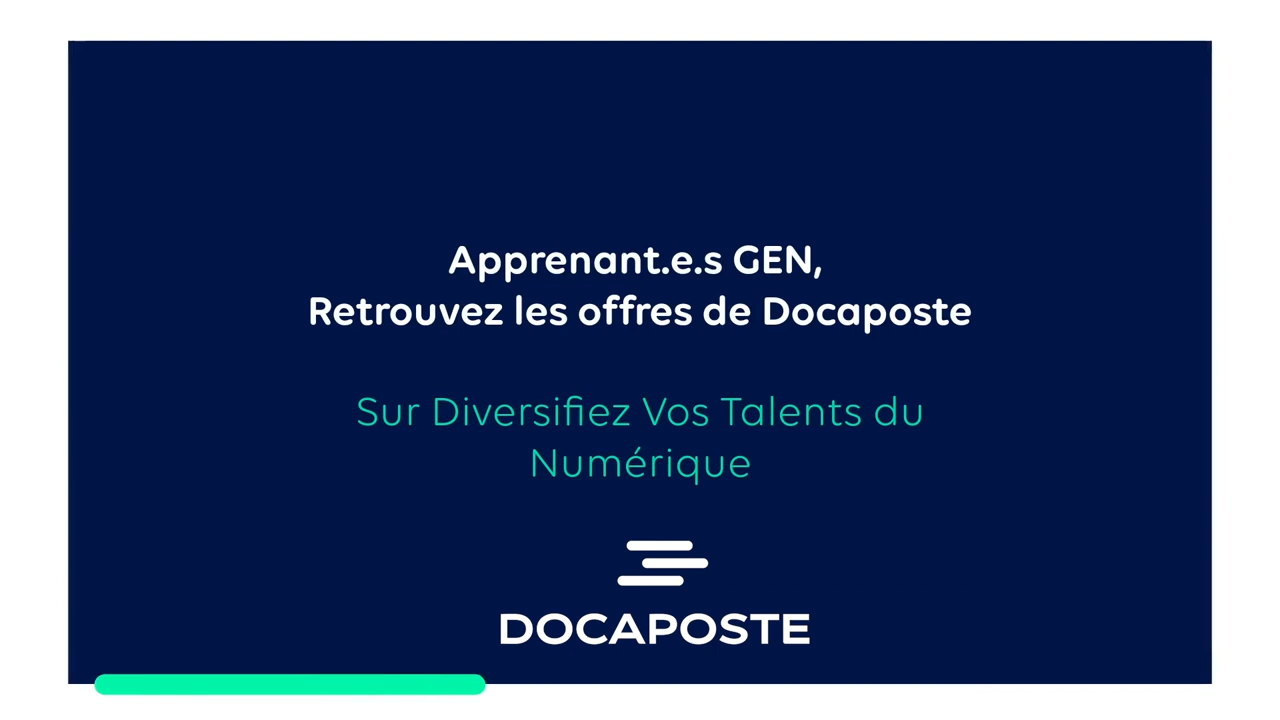 Apprenant.e.s GEN,
Retrouvez les offres de Docaposte
Sur Diversifiez Vos Talents du
Numérique
DOCAPOSTE